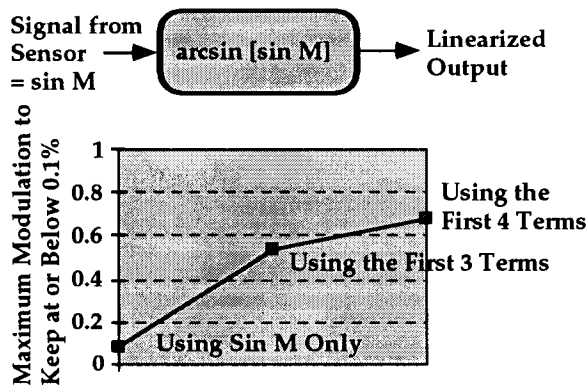 Signal from
Sensor
= sin M
arcsin [sin M]
Linearized
Output
Maximum Modulation to
Keep at or Below 0.1%
1
0.8
0.6
0.4
0.2
0
Using the
First 4 Terms
Using the First 3 Terms
Using Sin M Only